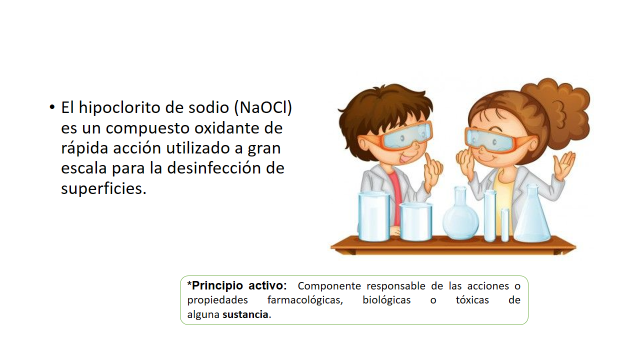 • El hipoclorito de sodio (NaOCl)
es un compuesto oxidante de
rápida acción utilizado a gran
escala para la desinfección de
superficies.
*Principio activo: Componente responsable de las acciones o
propiedades farmacológicas, biológicas o tóxicas de
alguna sustancia.